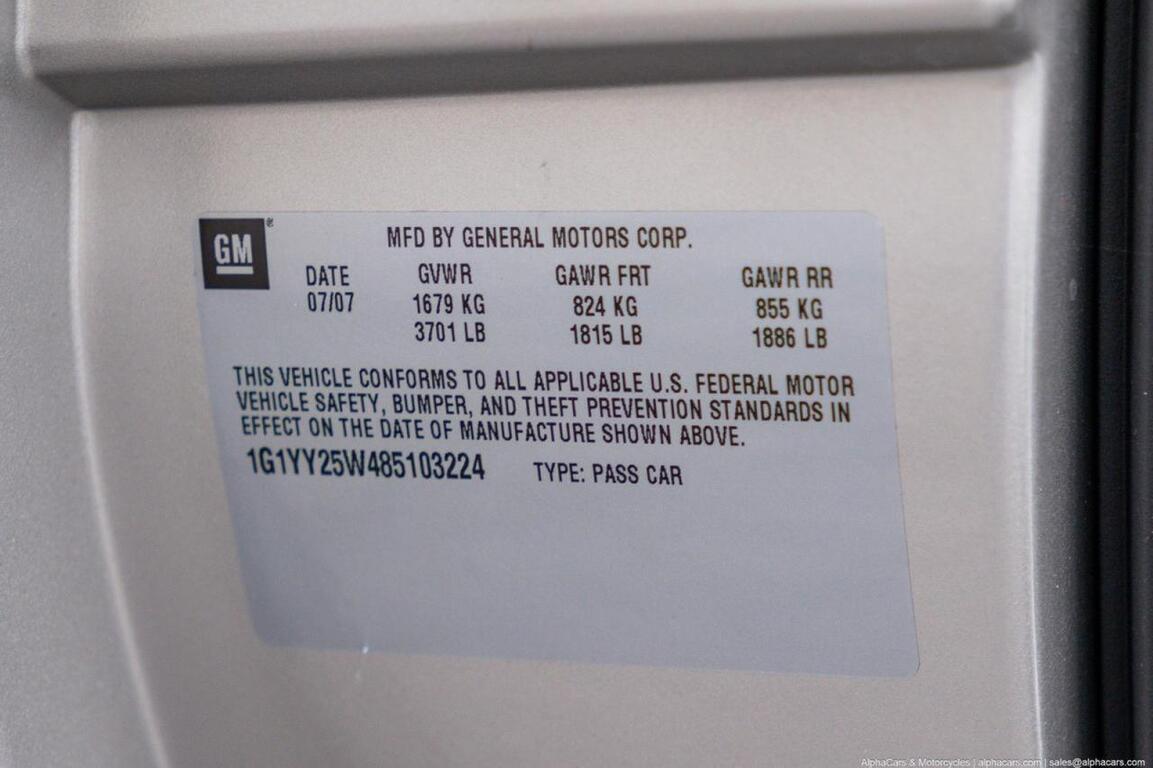 GM®
MFD BY GENERAL MOTORS CORP.
DATE GVWR GAWR FRT GAWR RR
07/07 1679 KG 824 KG 855 KG
3701 LB 1815 LB 1886 LB
THIS VEHICLE CONFORMS TO ALL APPLICABLE U.S. FEDERAL MOTOR
VEHICLE SAFETY, BUMPER, AND THEFT PREVENTION STANDARDS IN
EFFECT ON THE DATE OF MANUFACTURE SHOWN ABOVE.
1G1YY25W485103224 TYPE: PASS CAR
AlphaCars & Motorcycles | alphacars.com | sales@alphacars.com